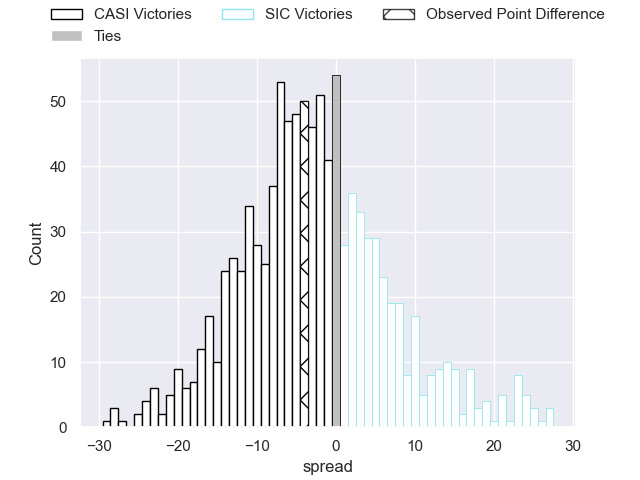 CASI Victories SIC Victories Observed Point Difference
Ties
50
40
30
20
10
0
−30 −20 −10 0 10 20 30
Count
spread